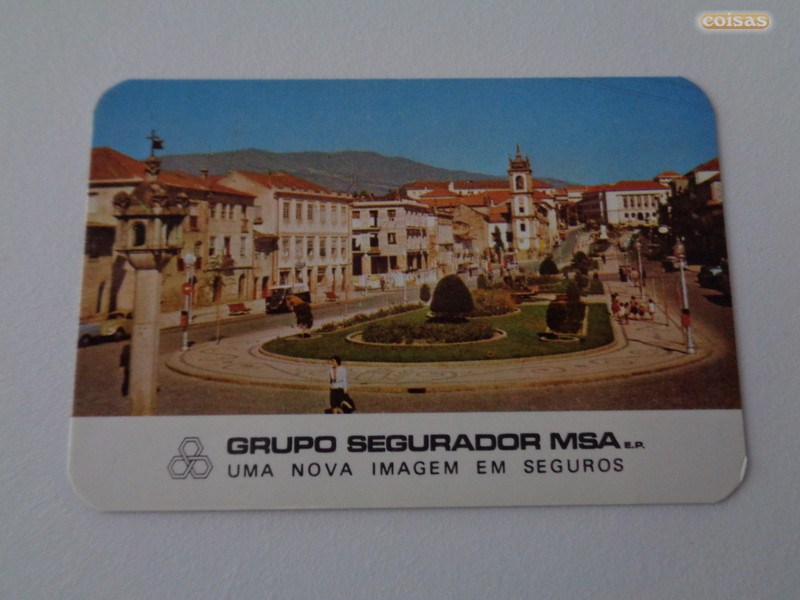 coisas
GRUPO SEGURADOR MSA E.P.
UMA NOVA IMAGEM EM SEGUROS